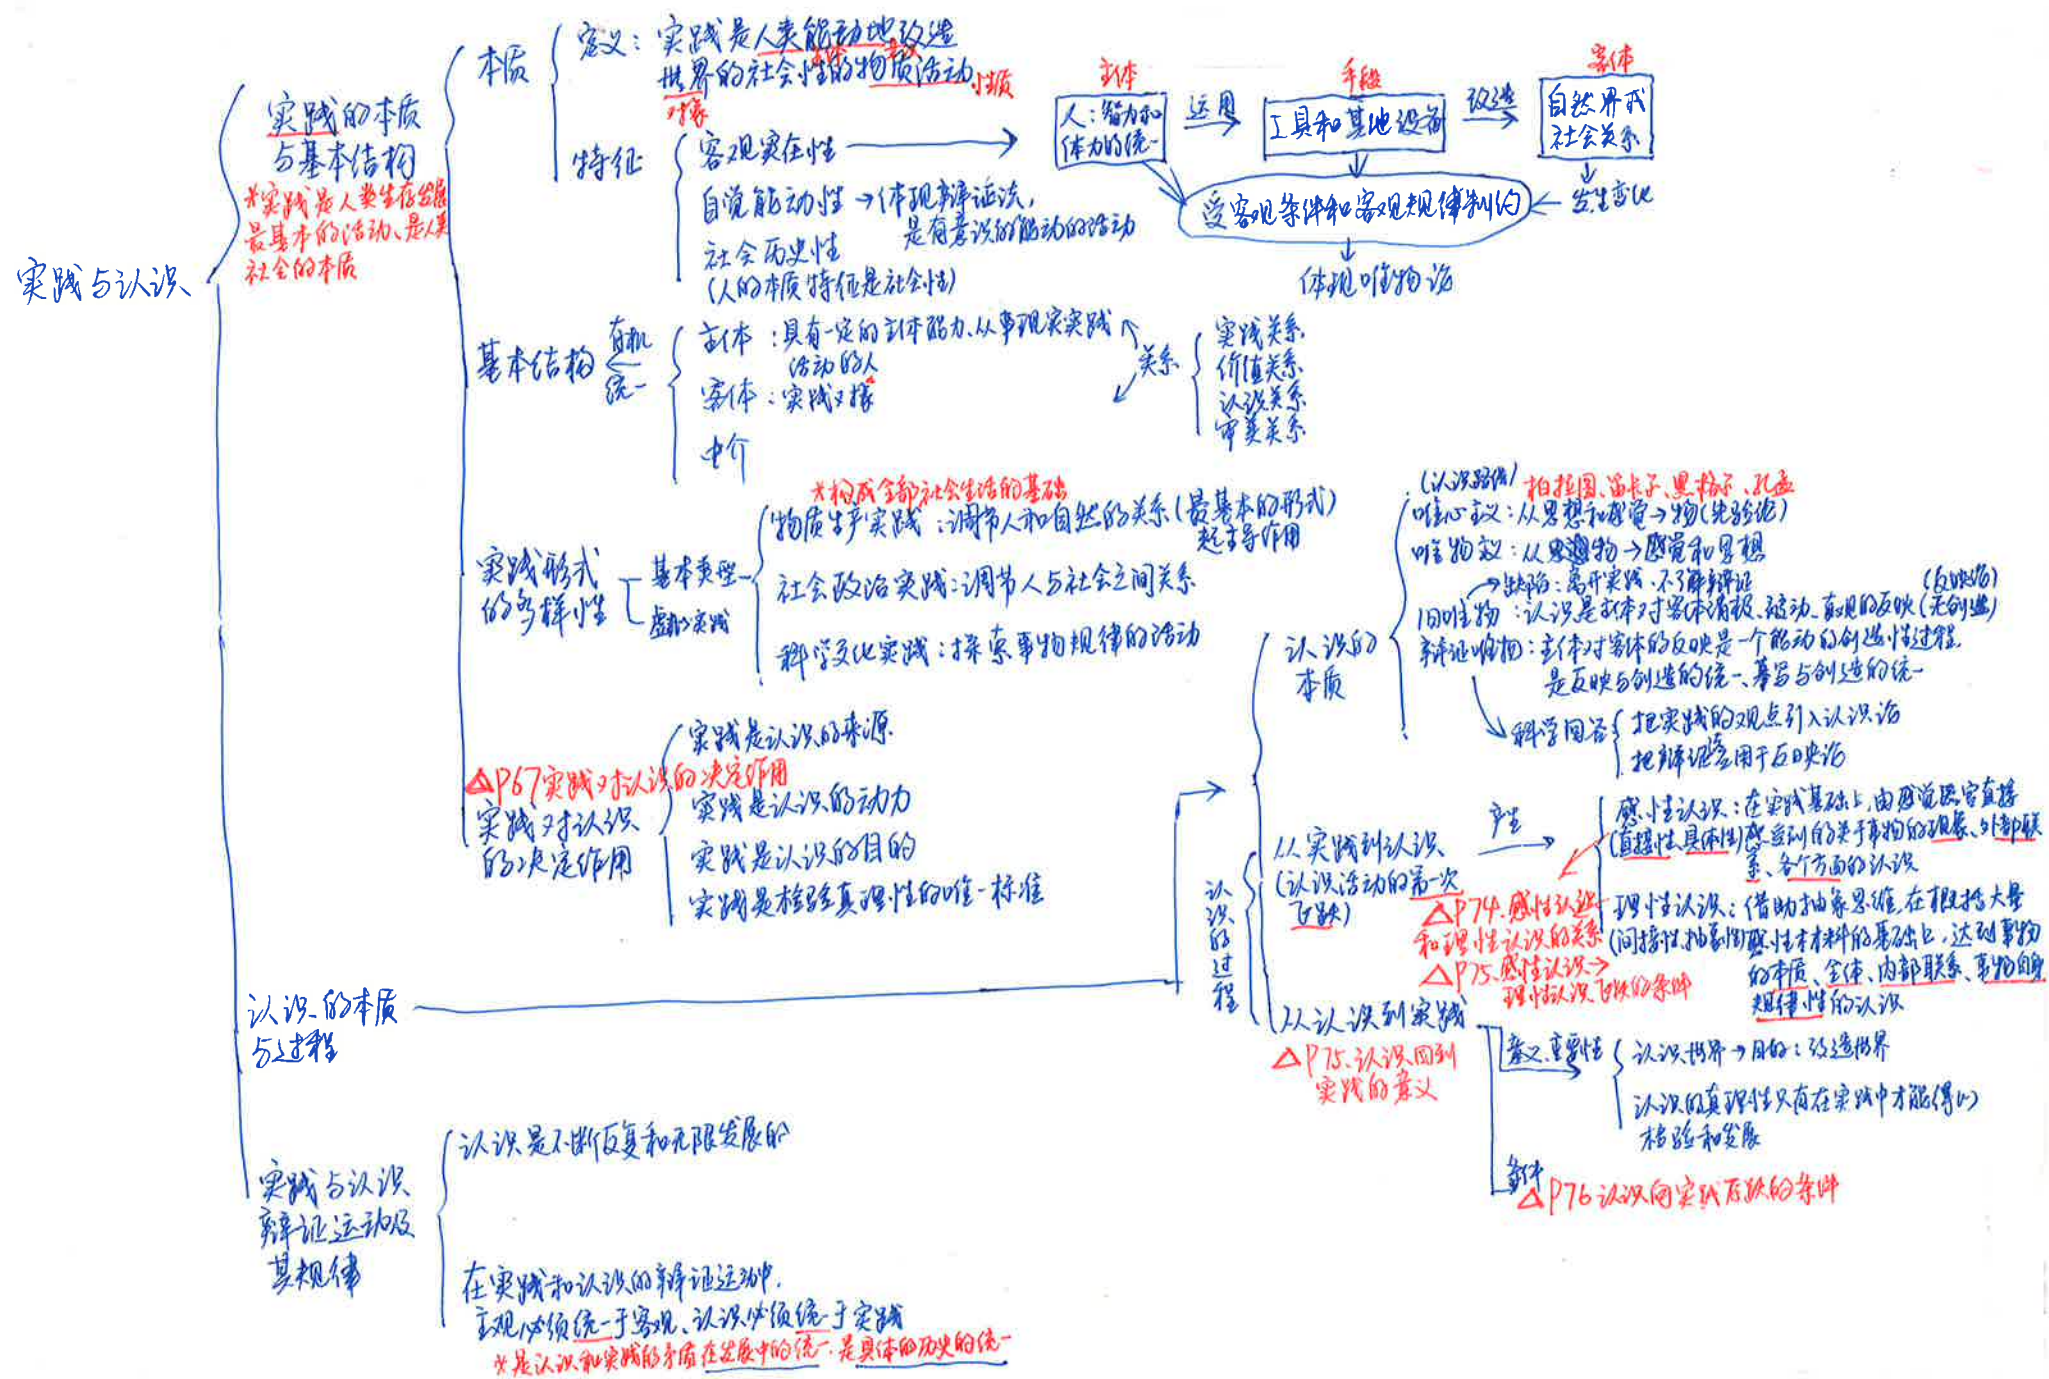 实践与认识
实践的本质
与基本结构
*实践是人类生存发展
最基本的活动、是人类
社会的本质
本质
定义：实践是人类能动地改造
世界的社会性的物质活动
主体
对象
性质
特征
客观实在性
自觉能动性→体现辩证法，
是有意识的能动的活动
社会历史性
(人的本质特征是社会性)
主体
人：智力和
体力的统一
运用
手段
工具和基地设备
改造
客体
自然界或
社会关系
发生变化
受客观条件和客观规律制约
体现唯物论
基本结构
有机
统一
主体：具有一定的主体能力、从事现实实践
活动的人
客体：实践对象
中介
关系
实践关系
价值关系
认识关系
审美关系
实践形式
的多样性
基本类型
虚拟实践
*构成全部社会生活的基础
物质生产实践：调节人和自然的关系(最基本的形式)
起主导作用
社会政治实践：调节人与社会之间关系
科学文化实践：探索事物规律的活动
△P67实践对认识的决定作用
实践对认识
的决定作用
实践是认识的来源
实践是认识的动力
实践是认识的目的
实践是检验真理性的唯一标准
认识的本质
与过程
认识的
本质
(认识路线)
柏拉图、笛卡尔、黑格尔、孔孟
唯心主义：从思想和感觉→物(先验论)
唯物主义：从物→感觉和思想
→缺陷：离开实践、不了解辩证
(反映论)
旧唯物：认识是主体对客体消极、被动、直观的反映(无创造)
辩证唯物：主体对客体的反映是一个能动的创造性过程，
是反映与创造的统一、摹写与创造的统一
科学回答
把实践的观点引入认识论
把辩证法应用于反映论
认识的过程
从实践到认识
(认识活动的第一次
飞跃)
产生
感性认识：在实践基础上，由感觉器官直接
(直接性、具体性)感受到的关于事物的现象、外部联
系、各个方面的认识
△P74.感性认识
和理性认识的关系
△P75.感性认识→
理性认识飞跃的条件
理性认识：借助抽象思维，在概括大量
(间接性、抽象性)感性材料的基础上，达到事物
的本质、全体、内部联系、事物自身
规律性的认识
从认识到实践
△P75.认识回到
实践的意义
意义、重要性
认识世界→目的：改造世界
认识的真理性只有在实践中才能得以
检验和发展
条件
△P76认识向实践飞跃的条件
实践与认识
辩证运动及
其规律
认识是不断反复和无限发展的
在实践和认识的辩证运动中，
主观必须统一于客观、认识必须统一于实践
*是认识和实践的矛盾在发展中的统一，是具体的历史的统一